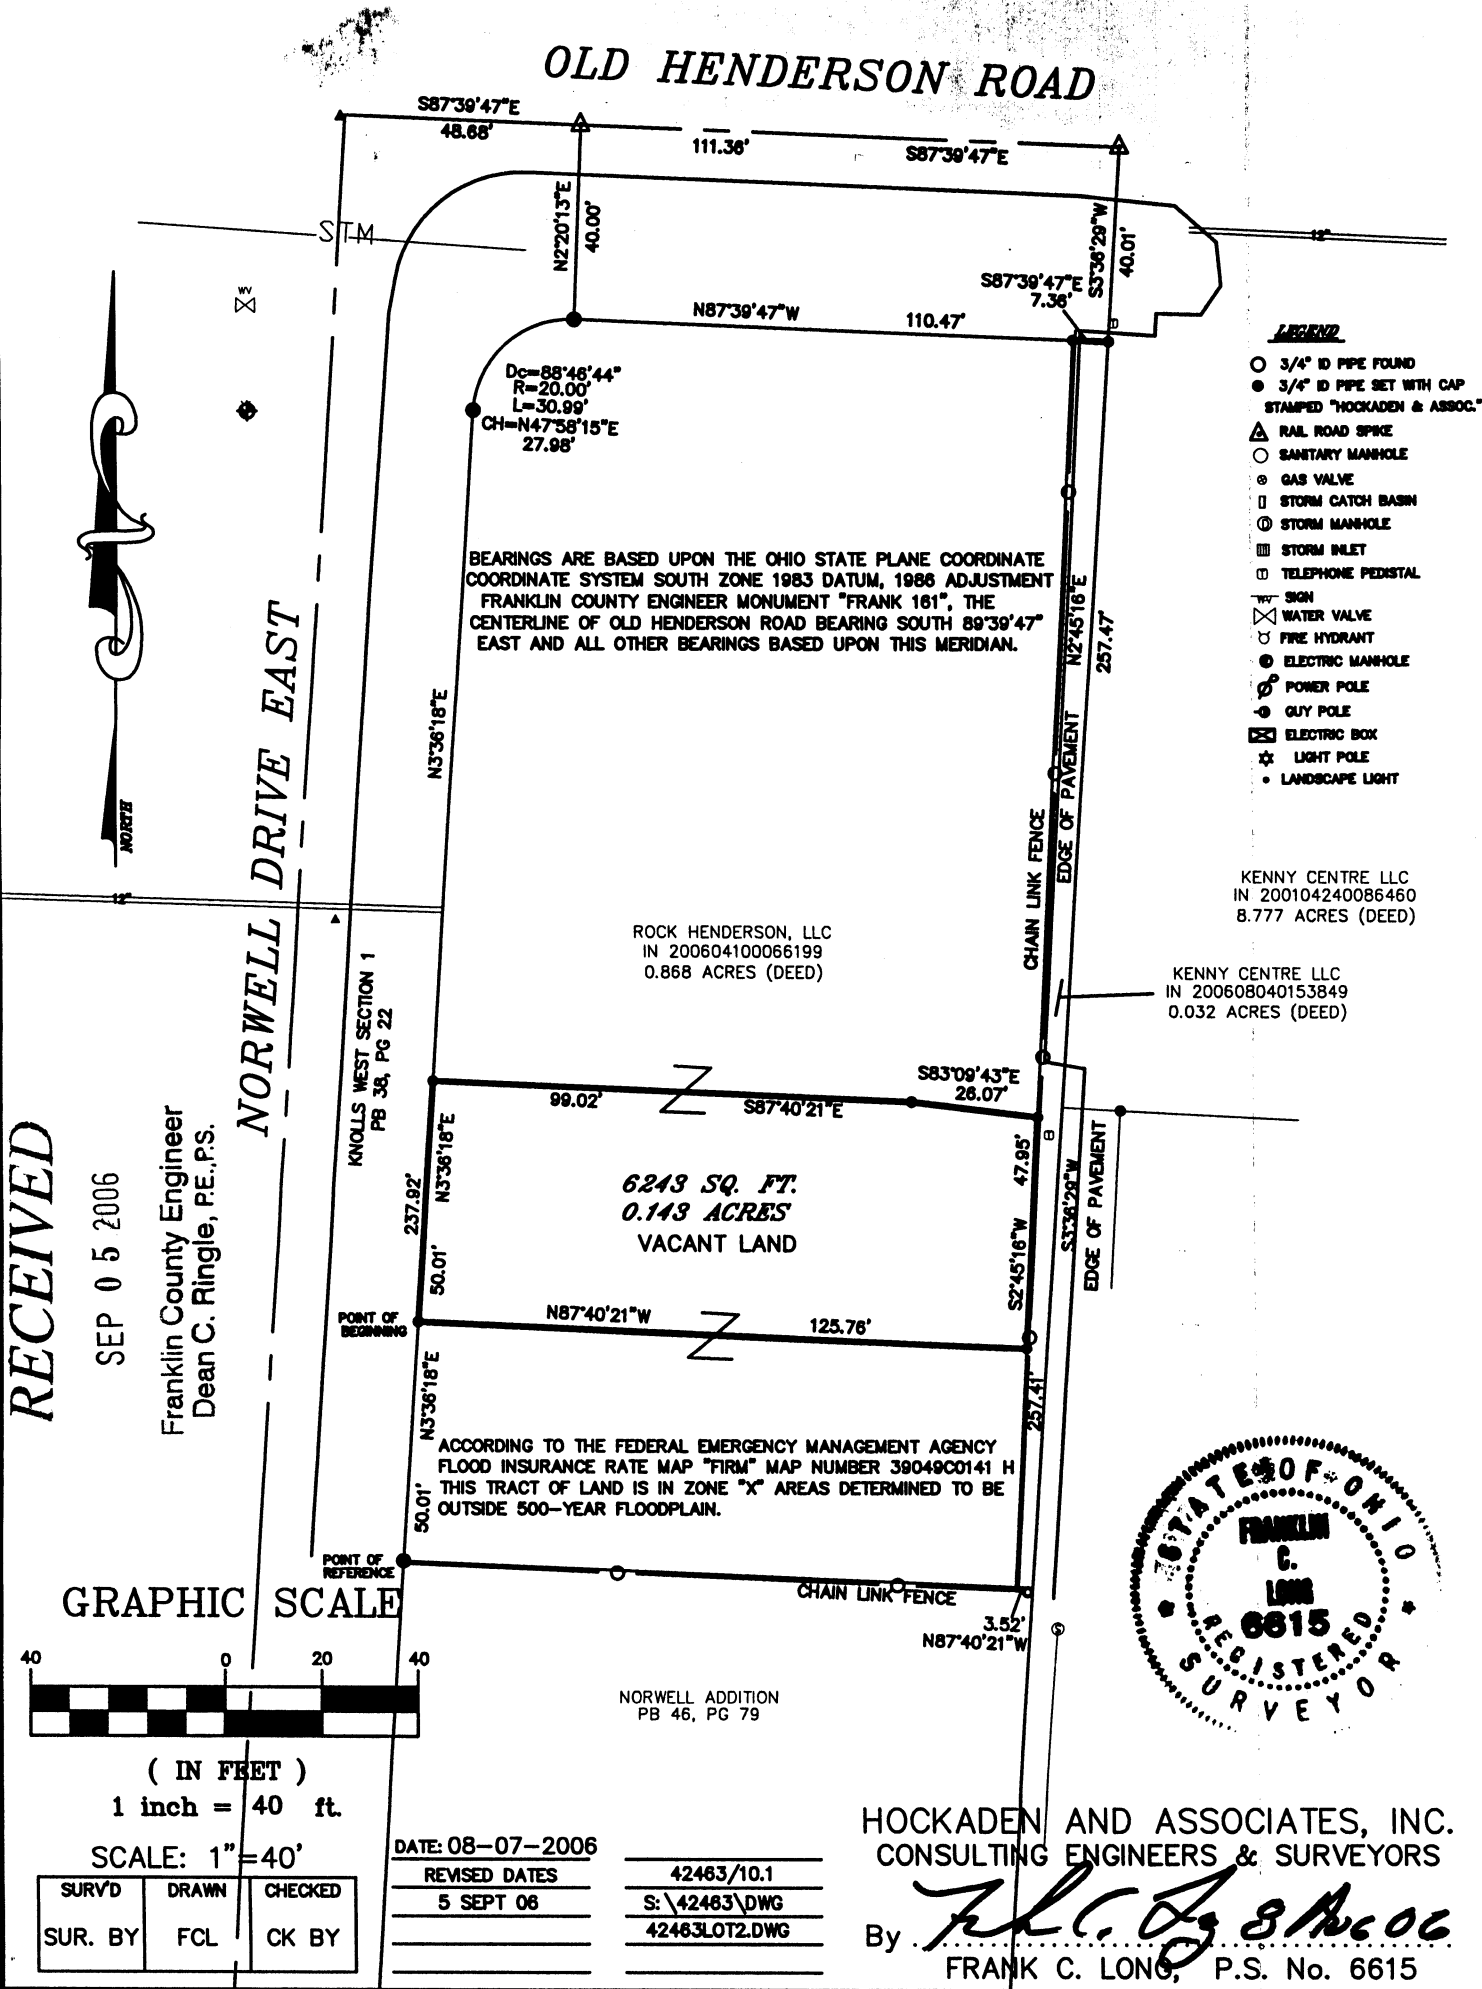 OLD HENDERSON ROAD
S87°39'47"E
48.68'
111.36'
S87°39'47"E
N2°20'13"E
40.00'
S3°36'29"W
40.01'
STM
12"
WV
S87°39'47"E
7.36'
N87°39'47"W
110.47'
Dc=88°46'44"
R=20.00'
L=30.99'
CH=N47°58'15"E
27.98'
LEGEND
3/4" ID PIPE FOUND
3/4" ID PIPE SET WITH CAP
STAMPED "HOCKADEN & ASSOC."
RAIL ROAD SPIKE
SANITARY MANHOLE
GAS VALVE
STORM CATCH BASIN
STORM MANHOLE
STORM INLET
TELEPHONE PEDISTAL
SIGN
WATER VALVE
FIRE HYDRANT
ELECTRIC MANHOLE
POWER POLE
GUY POLE
ELECTRIC BOX
LIGHT POLE
LANDSCAPE LIGHT
BEARINGS ARE BASED UPON THE OHIO STATE PLANE COORDINATE
COORDINATE SYSTEM SOUTH ZONE 1983 DATUM, 1986 ADJUSTMENT
FRANKLIN COUNTY ENGINEER MONUMENT "FRANK 161", THE
CENTERLINE OF OLD HENDERSON ROAD BEARING SOUTH 89°39'47"
EAST AND ALL OTHER BEARINGS BASED UPON THIS MERIDIAN.
N2°45'16"E
257.47'
N3°36'18"E
NORWELL DRIVE EAST
NORTH
12"
CHAIN LINK FENCE
EDGE OF PAVEMENT
KENNY CENTRE LLC
IN 200104240086460
8.777 ACRES (DEED)
ROCK HENDERSON, LLC
IN 200604100066199
0.868 ACRES (DEED)
KENNY CENTRE LLC
IN 200608040153849
0.032 ACRES (DEED)
KNOLLS WEST SECTION 1
PB 38, PG 22
99.02'
S87°40'21"E
S83°09'43"E
26.07'
RECEIVED
SEP 05 2006
Franklin County Engineer
Dean C. Ringle, P.E., P.S.
237.92'
N3°36'18"E
50.01'
6243 SQ. FT.
0.143 ACRES
VACANT LAND
47.95'
S2°45'16"W
S3°36'29"W
EDGE OF PAVEMENT
POINT OF
BEGINNING
N87°40'21"W
125.76'
257.41'
N3°36'18"E
50.01'
ACCORDING TO THE FEDERAL EMERGENCY MANAGEMENT AGENCY
FLOOD INSURANCE RATE MAP "FIRM" MAP NUMBER 39049C0141 H
THIS TRACT OF LAND IS IN ZONE "X" AREAS DETERMINED TO BE
OUTSIDE 500-YEAR FLOODPLAIN.
POINT OF
REFERENCE
CHAIN LINK FENCE
3.52'
N87°40'21"W
STATE OF OHIO
FRANKLIN
C.
LONG
6615
REGISTERED
SURVEYOR
GRAPHIC SCALE
40 0 20 40
( IN FEET )
1 inch = 40 ft.
NORWELL ADDITION
PB 46, PG 79
SCALE: 1"=40'
SURV'D DRAWN CHECKED
SUR. BY FCL CK BY
DATE: 08-07-2006
REVISED DATES
5 SEPT 06
42463/10.1
S:\42463\DWG
42463LOT2.DWG
HOCKADEN AND ASSOCIATES, INC.
CONSULTING ENGINEERS & SURVEYORS
By
8 Aug 06
FRANK C. LONG, P.S. No. 6615